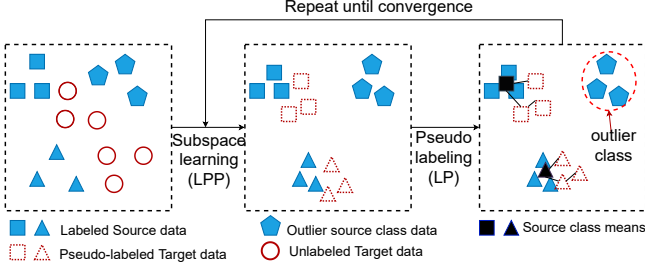 Repeat until convergence
Subspace
learning
(LPP)
Pseudo
labeling
(LP)
outlier
class
Labeled Source data
Outlier source class data
Source class means
Pseudo-labeled Target data
Unlabeled Target data